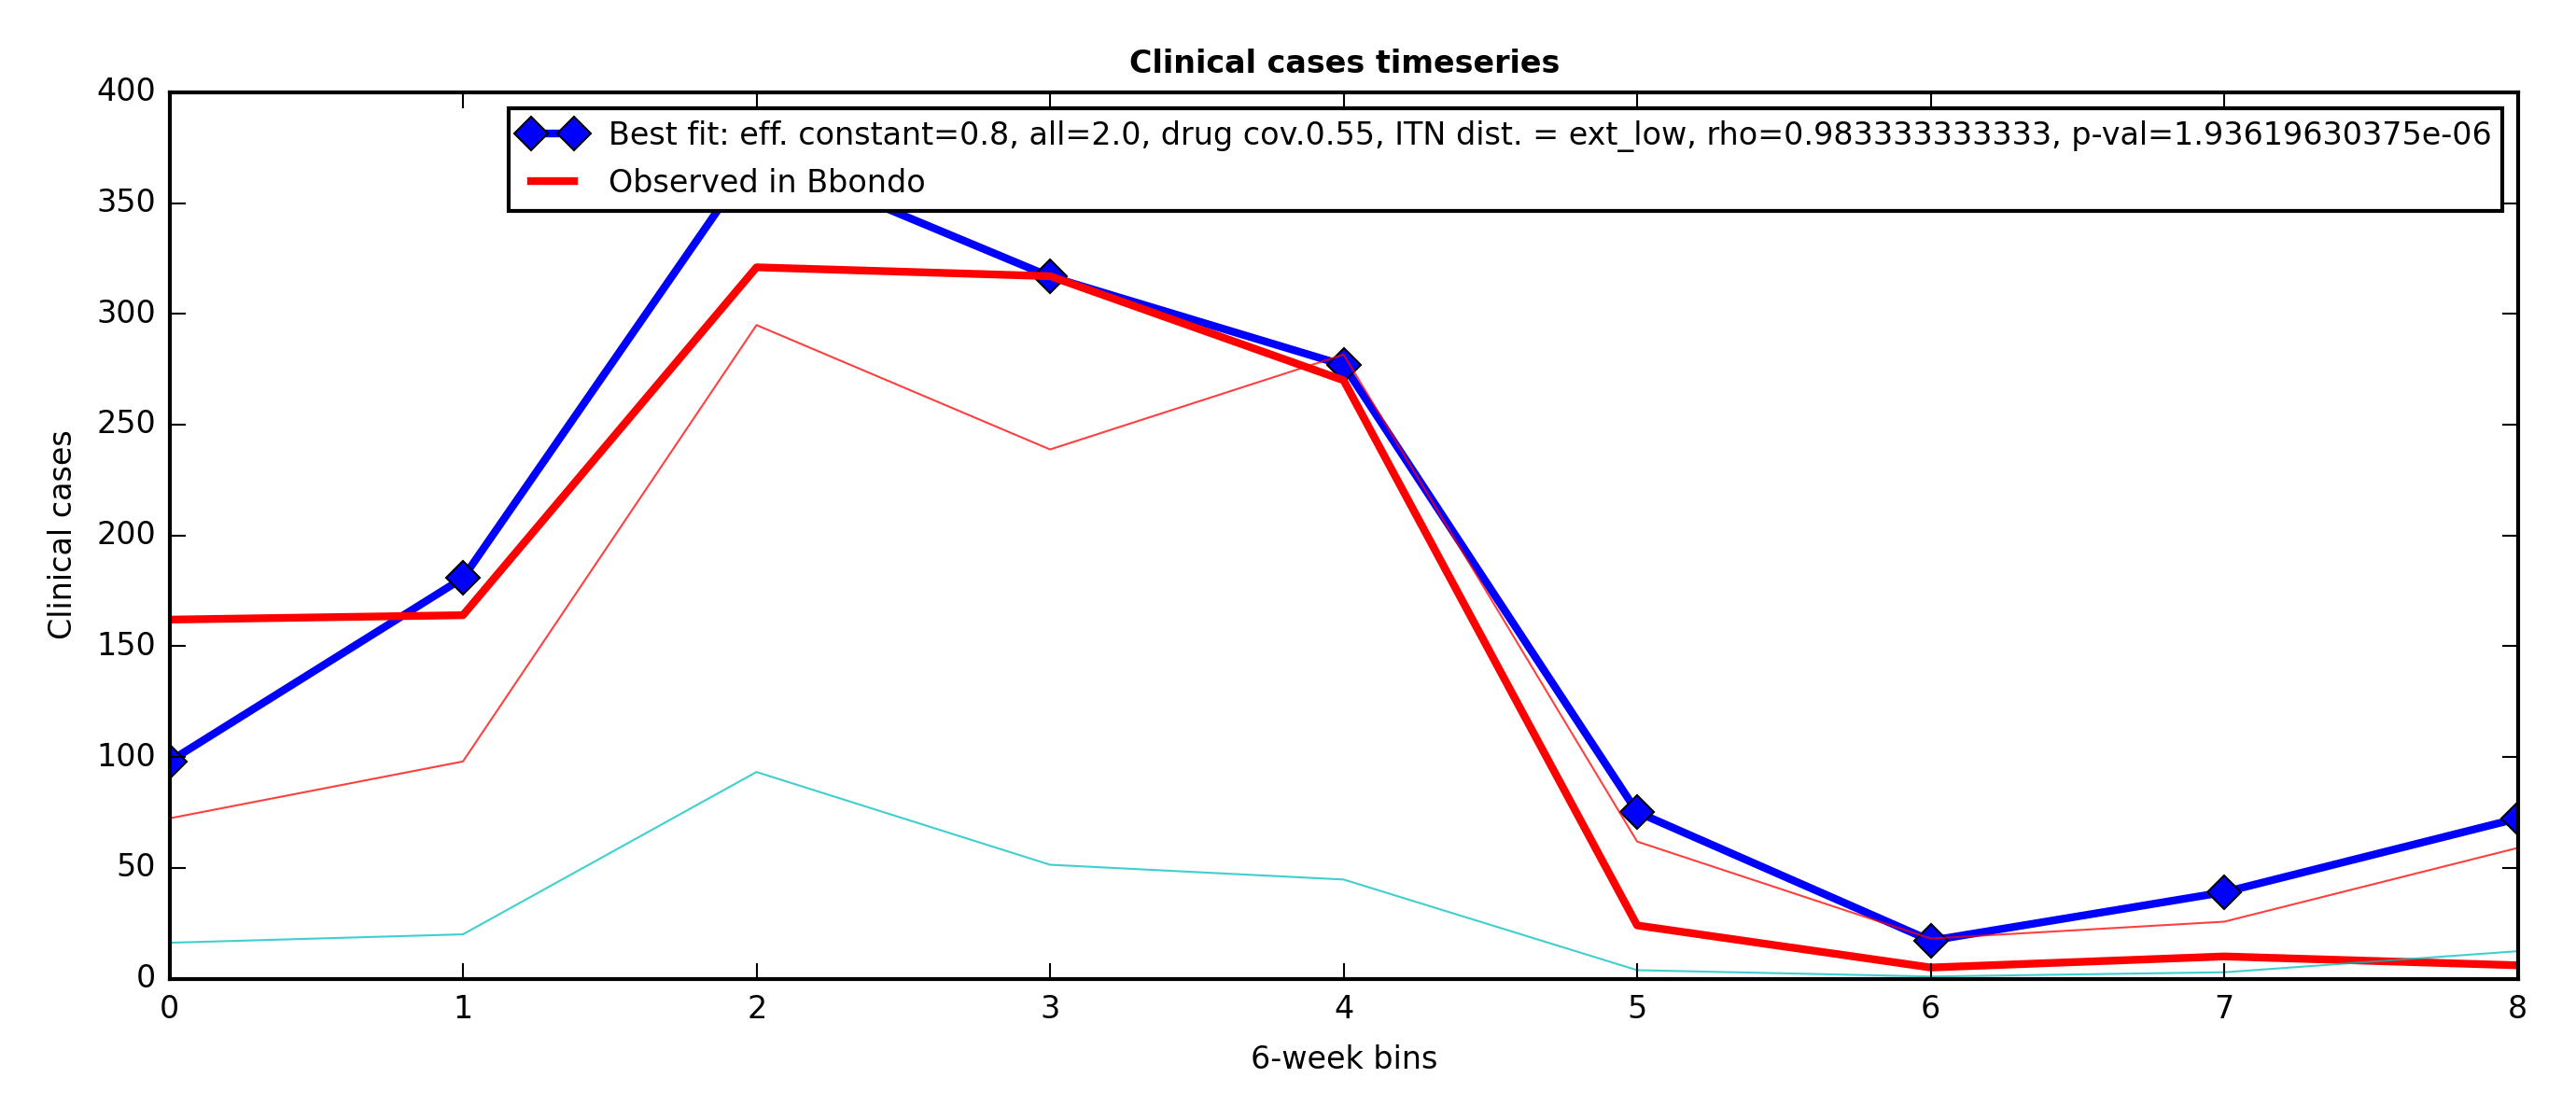 Clinical cases timeseries
400
350
300
250
200
150
100
50
0
Best fit: eff. constant=0.8, all=2.0, drug cov.0.55, ITN dist. = ext_low, rho=0.983333333333, p-val=1.93619630375e-06
Observed in Bbondo
Clinical cases
0 1 2 3 4 5 6 7 8
6-week bins